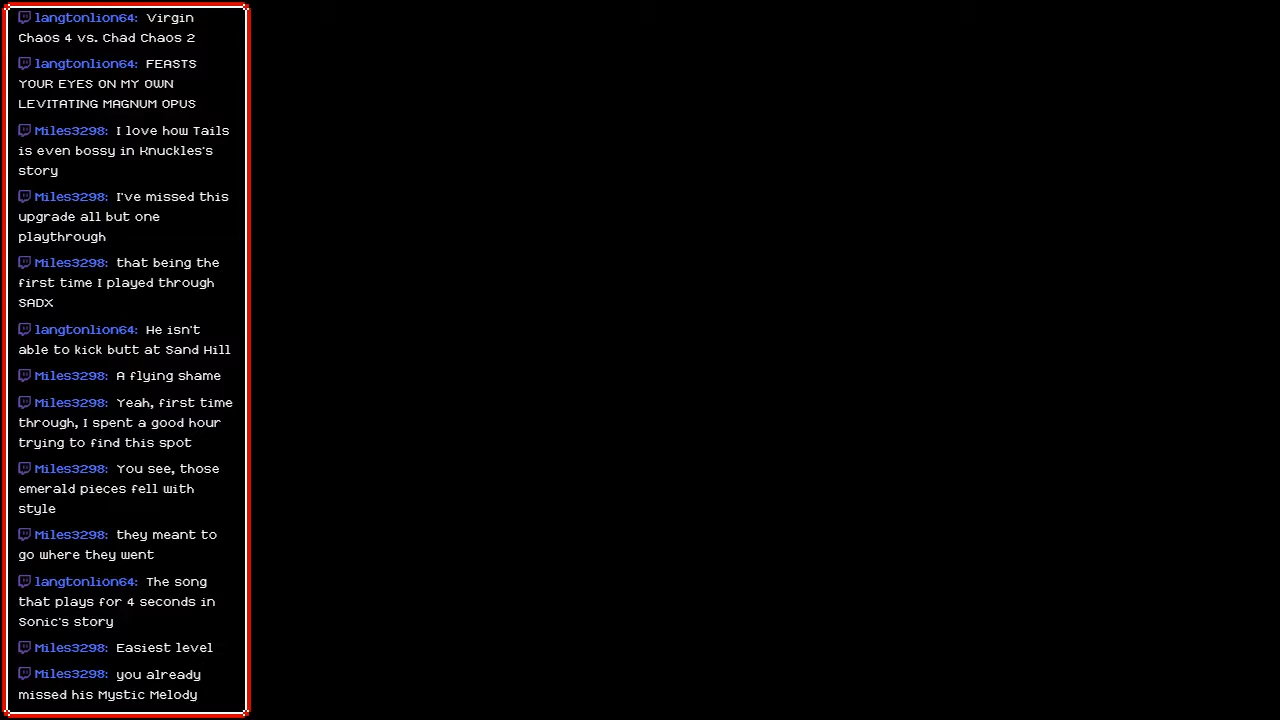 langtonlion64: Virgin
Chaos 4 vs. Chad Chaos 2
langtonlion64: FEASTS
YOUR EYES ON MY OWN
LEVITATING MAGNUM OPUS
Miles3298: I love how Tails
is even bossy in Knuckles's
story
Miles3298: I've missed this
upgrade all but one
playthrough
Miles3298: that being the
first time I played through
SADX
langtonlion64: He isn't
able to kick butt at Sand Hill
Miles3298: A flying shame
Miles3298: Yeah, first time
through, I spent a good hour
trying to find this spot
Miles3298: You see, those
emerald pieces fell with
style
Miles3298: they meant to
go where they went
langtonlion64: The song
that plays for 4 seconds in
Sonic's story
Miles3298: Easiest level
Miles3298: you already
missed his Mystic Melody